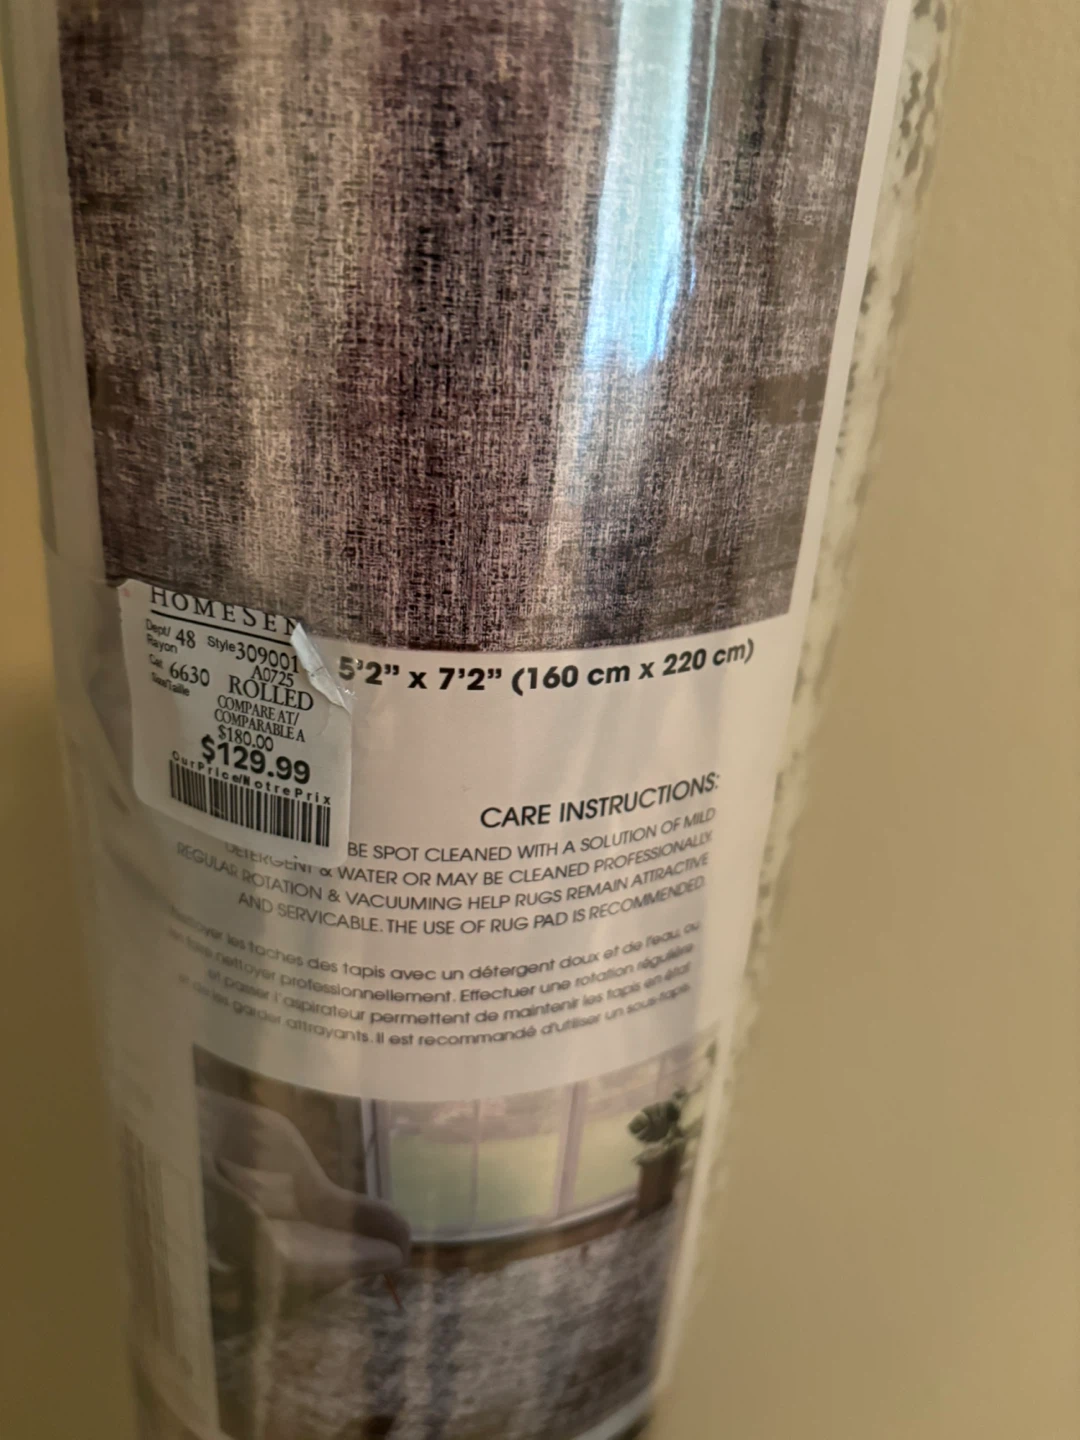 HOMESEN
Dept/ 48 Style 309001
Rayon A0725
Cat. 6630 ROLLED
Size/Taille
COMPARE AT/
COMPARABLE A
$180.00
$129.99
OurPrice/NotrePrix
5'2" x 7'2" (160 cm x 220 cm)
CARE INSTRUCTIONS:
BE SPOT CLEANED WITH A SOLUTION OF MILD
DETERGENT & WATER OR MAY BE CLEANED PROFESSIONALLY.
REGULAR ROTATION & VACUUMING HELP RUGS REMAIN ATTRACTIVE
AND SERVICABLE. THE USE OF RUG PAD IS RECOMMENDED.
Nettoyer les taches des tapis avec un détergent doux et de l'eau, ou
nettoyer professionnellement. Effectuer une rotation régulière
et passer l'aspirateur permettent de maintenir les tapis en état
les garder attrayants. Il est recommandé d'utiliser un sous-tapis.